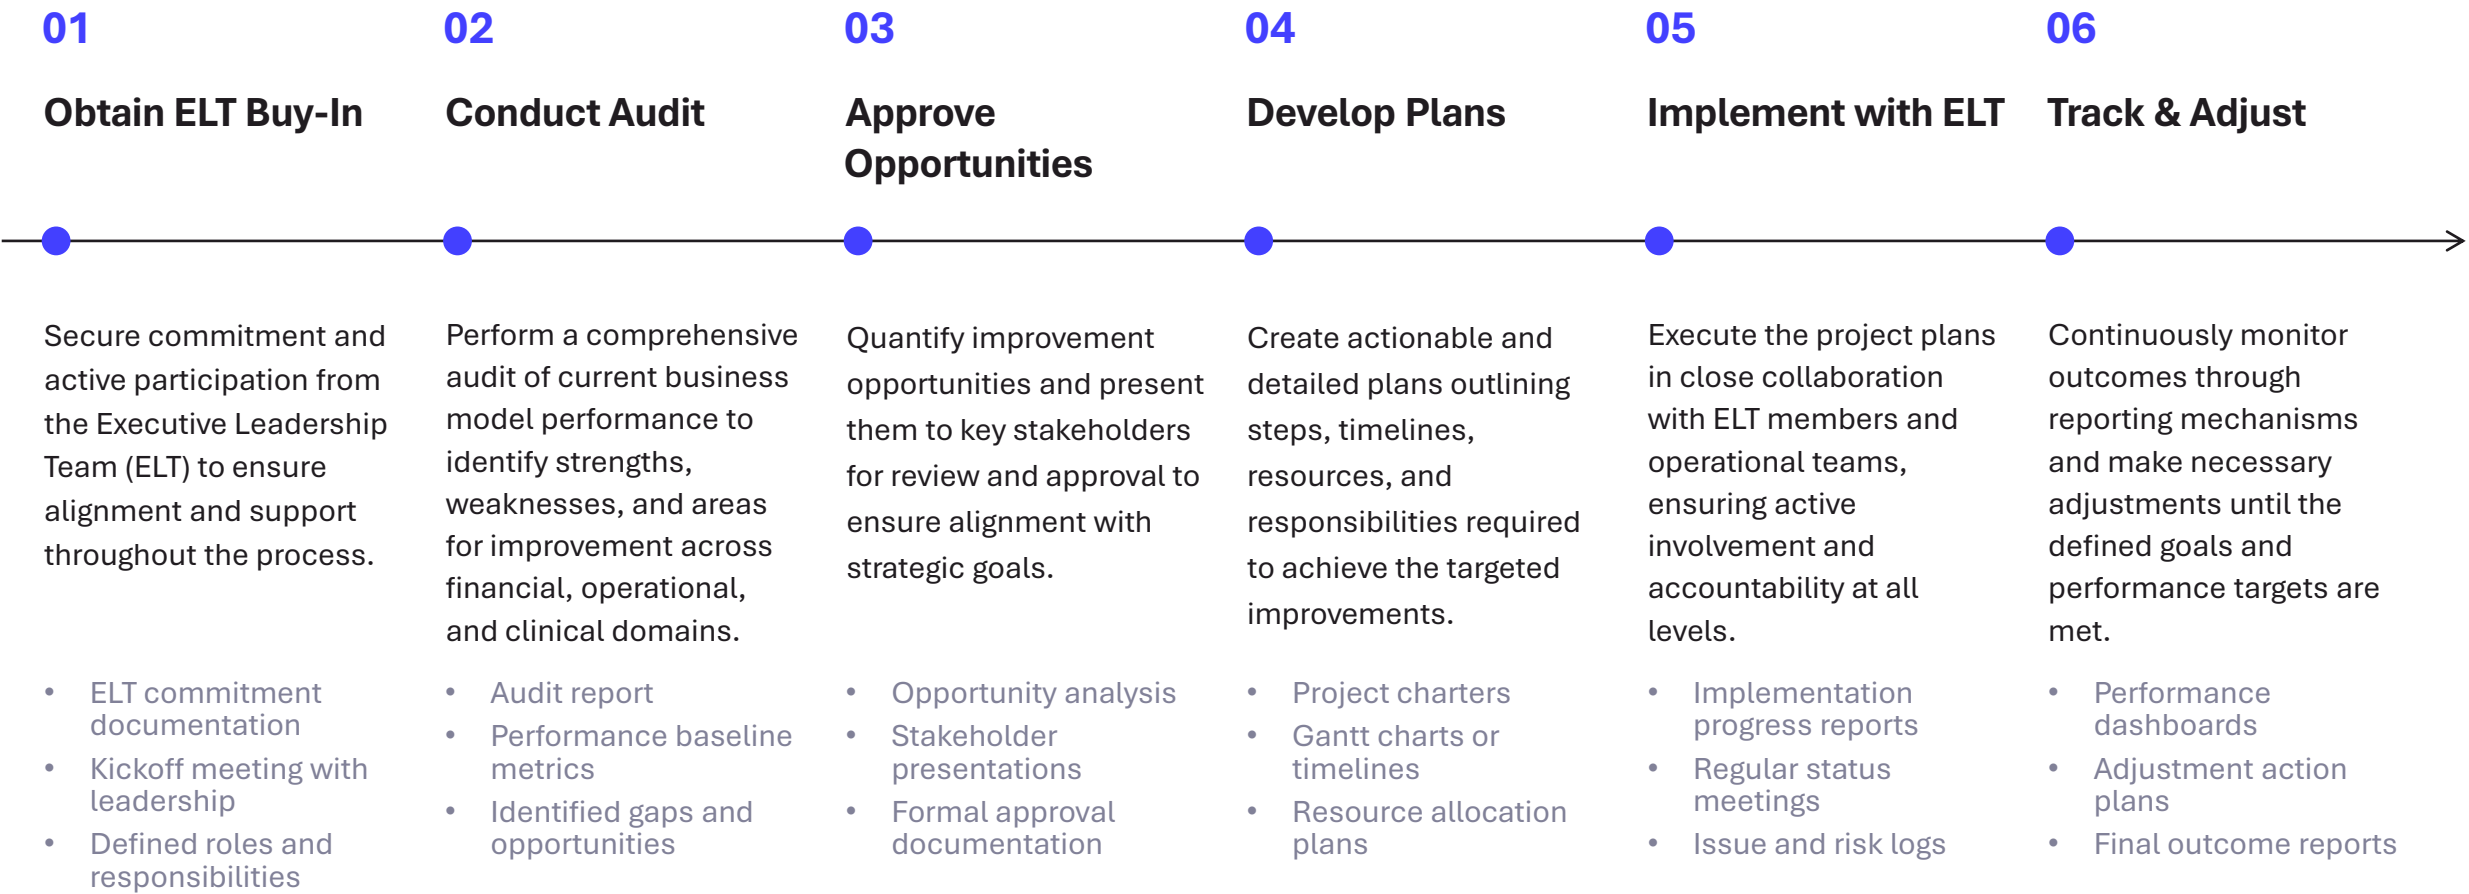 01
Obtain ELT Buy-In
Secure commitment and
active participation from
the Executive Leadership
Team (ELT) to ensure
alignment and support
throughout the process.
• ELT commitment
documentation
• Kickoff meeting with
leadership
• Defined roles and
responsibilities
02
Conduct Audit
Perform a comprehensive
audit of current business
model performance to
identify strengths,
weaknesses, and areas
for improvement across
financial, operational,
and clinical domains.
• Audit report
• Performance baseline
metrics
• Identified gaps and
opportunities
03
Approve
Opportunities
Quantify improvement
opportunities and present
them to key stakeholders
for review and approval to
ensure alignment with
strategic goals.
• Opportunity analysis
• Stakeholder
presentations
• Formal approval
documentation
04
Develop Plans
Create actionable and
detailed plans outlining
steps, timelines,
resources, and
responsibilities required
to achieve the targeted
improvements.
• Project charters
• Gantt charts or
timelines
• Resource allocation
plans
05
Implement with ELT
Execute the project plans
in close collaboration
with ELT members and
operational teams,
ensuring active
involvement and
accountability at all
levels.
• Implementation
progress reports
• Regular status
meetings
• Issue and risk logs
06
Track & Adjust
Continuously monitor
outcomes through
reporting mechanisms
and make necessary
adjustments until the
defined goals and
performance targets are
met.
• Performance
dashboards
• Adjustment action
plans
• Final outcome reports